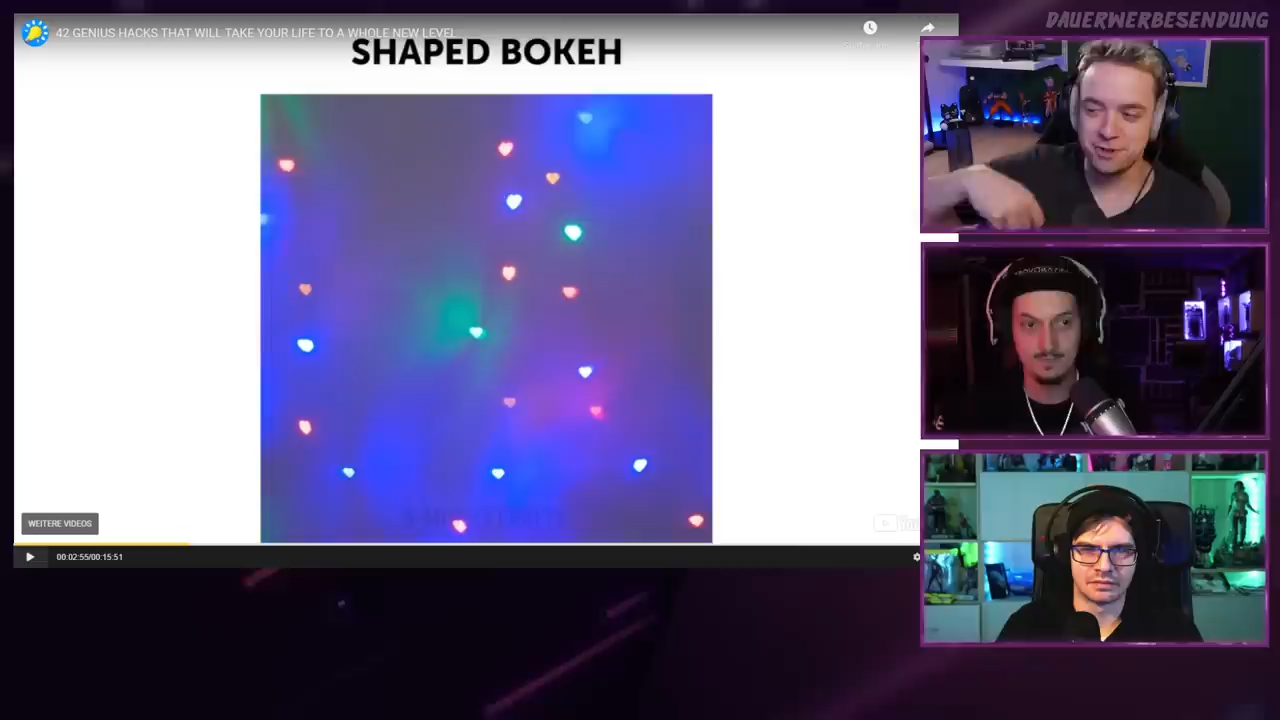 DAUERWERBESENDUNG
42 GENIUS HACKS THAT WILL TAKE YOUR LIFE TO A WHOLE NEW LEVEL
SHAPED BOKEH
WEITERE VIDEOS
00:02:55/00:15:51